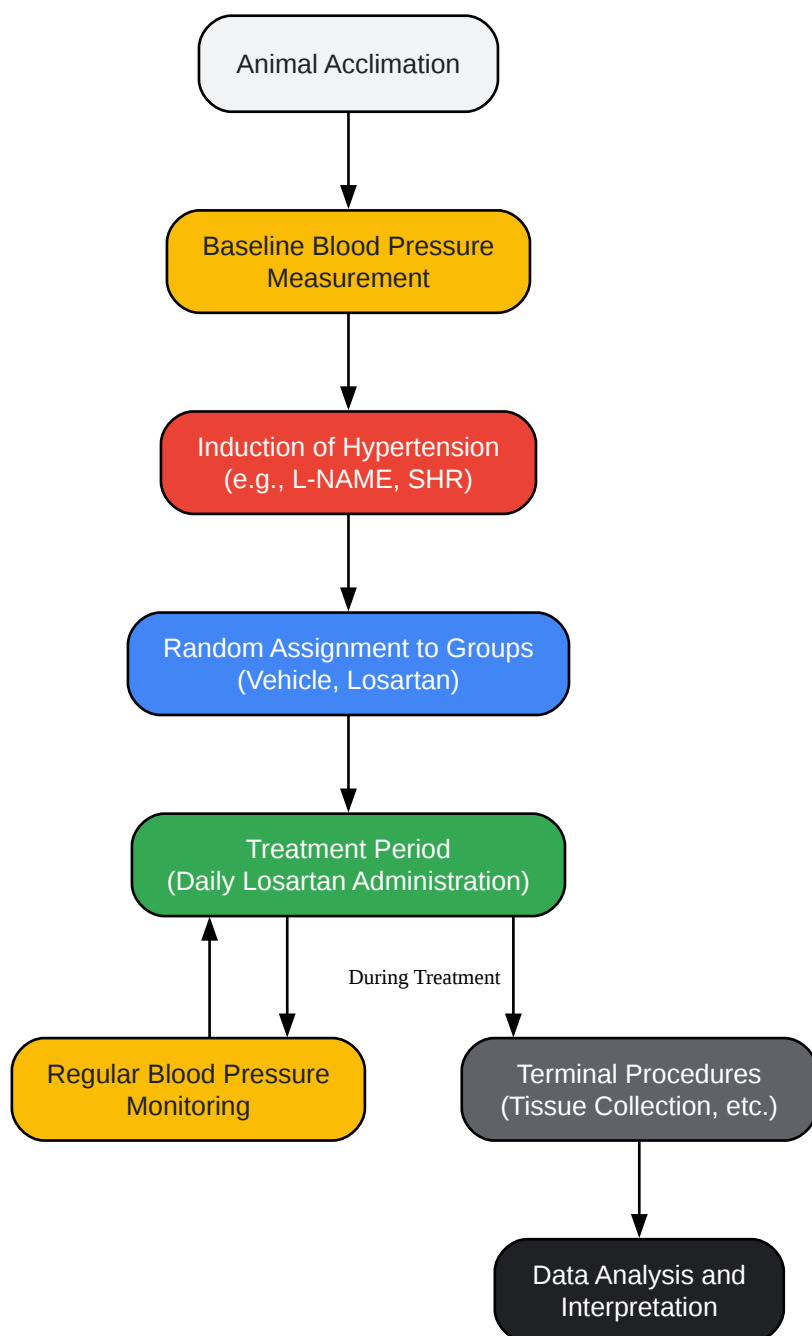 Animal Acclimation
Baseline Blood Pressure
Measurement
Induction of Hypertension
(e.g., L-NAME, SHR)
Random Assignment to Groups
(Vehicle, Losartan)
Treatment Period
(Daily Losartan Administration)
During Treatment
Regular Blood Pressure
Monitoring
Terminal Procedures
(Tissue Collection, etc.)
Data Analysis and
Interpretation